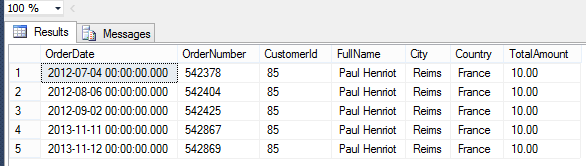 100 %
Results Messages
OrderDate OrderNumber CustomerId FullName City Country TotalAmount
1 2012-07-04 00:00:00.000 542378 85 Paul Henriot Reims France 10.00
2 2012-08-06 00:00:00.000 542404 85 Paul Henriot Reims France 10.00
3 2012-09-02 00:00:00.000 542425 85 Paul Henriot Reims France 10.00
4 2013-11-11 00:00:00.000 542867 85 Paul Henriot Reims France 10.00
5 2013-11-12 00:00:00.000 542869 85 Paul Henriot Reims France 10.00